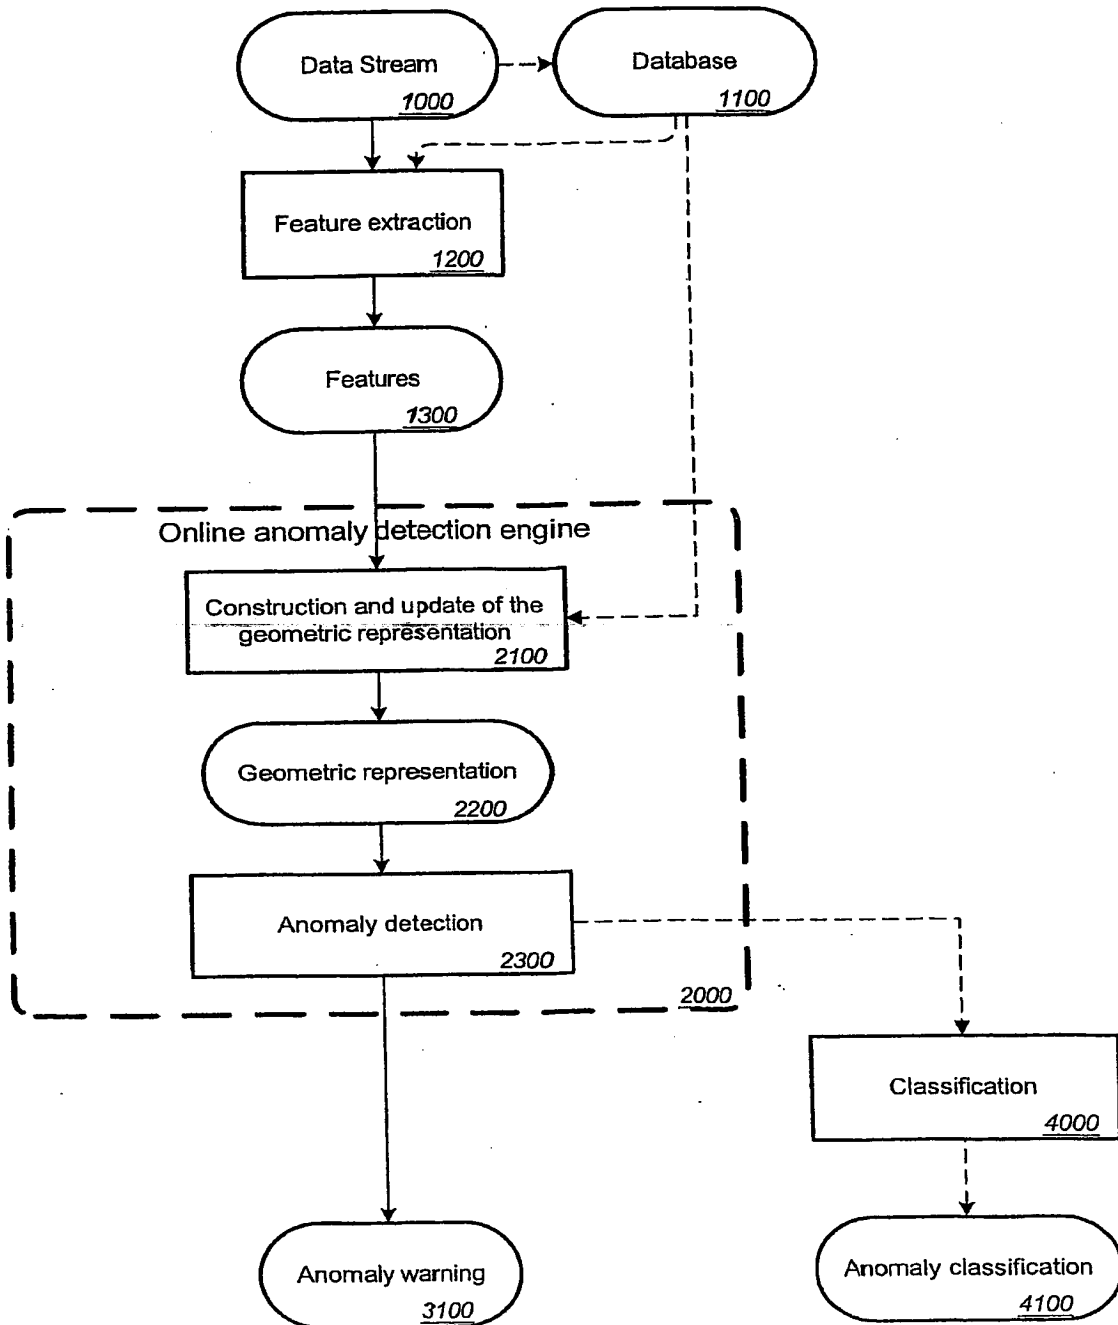 Data Stream
1000
Database
1100
Feature extraction
1200
Features
1300
Online anomaly detection engine
Construction and update of the
geometric representation
2100
Geometric representation
2200
Anomaly detection
2300
2000
Classification
4000
Anomaly warning
3100
Anomaly classification
4100